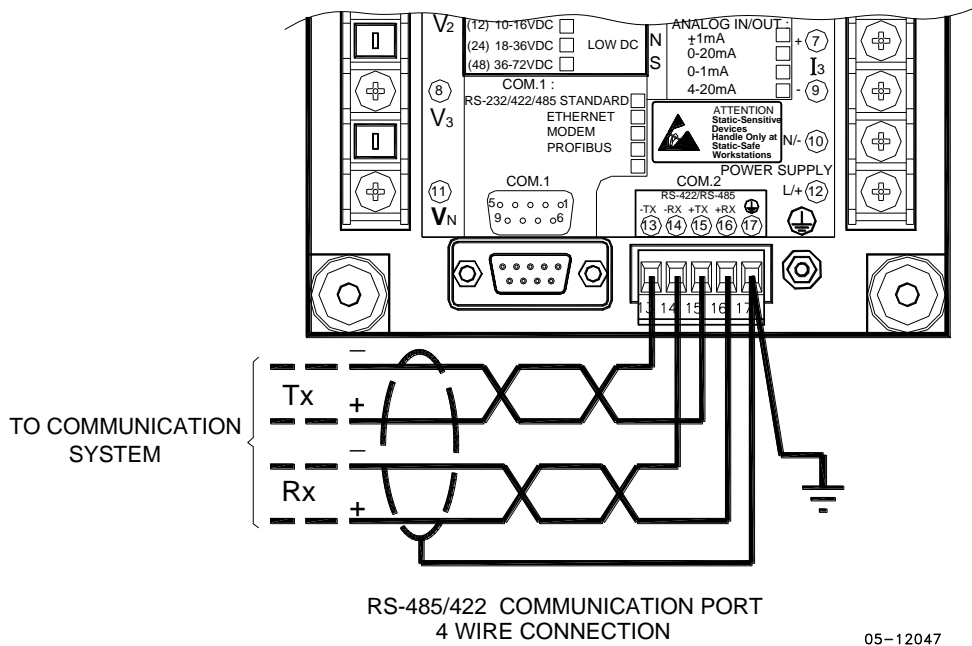 V2
(12) 10-16VDC
(24) 18-36VDC LOW DC
(48) 36-72VDC
N
S
ANALOG IN/OUT :
±1mA
0-20mA
0-1mA
4-20mA
+ 7
I3
- 9
8
V3
COM.1 :
RS-232/422/485 STANDARD
ETHERNET
MODEM
PROFIBUS
ATTENTION
Static-Sensitive
Devices
Handle Only at
Static-Safe
Workstations
N/- 10
POWER SUPPLY
L/+ 12
11
VN
COM.1
5 1
9 6
COM.2
RS-422/RS-485
-TX -RX +TX +RX
13 14 15 16 17
13 14 15 16 17
TO COMMUNICATION
SYSTEM
–
Tx
+
–
Rx
+
RS-485/422 COMMUNICATION PORT
4 WIRE CONNECTION
05-12047